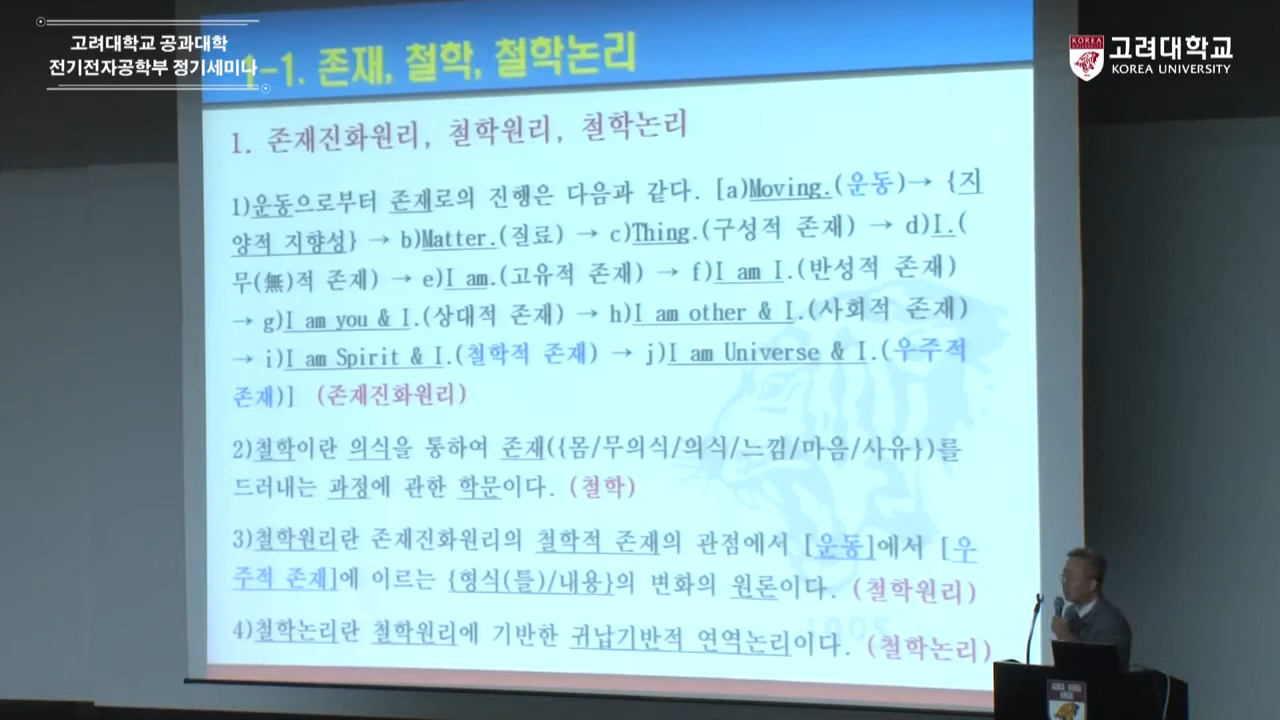 고려대학교 공과대학
전기전자공학부 정기세미나
고려대학교
KOREA UNIVERSITY
-1. 존재, 철학, 철학논리
1. 존재진화원리, 철학원리, 철학논리
1)운동으로부터 존재로의 진행은 다음과 같다. [a)Moving.(운동)→ {지
양적 지향성} → b)Matter.(질료) → c)Thing.(구성적 존재) → d)I.(
무(無)적 존재) → e)I am.(고유적 존재) → f)I am I.(반성적 존재)
→ g)I am you & I.(상대적 존재) → h)I am other & I.(사회적 존재)
→ i)I am Spirit & I.(철학적 존재) → j)I am Universe & I.(우주적
존재)] (존재진화원리)
2)철학이란 의식을 통하여 존재({몸/무의식/의식/느낌/마음/사유})를
드러내는 과정에 관한 학문이다. (철학)
3)철학원리란 존재진화원리의 철학적 존재의 관점에서 [운동]에서 [우
주적 존재]에 이르는 {형식(틀)/내용}의 변화의 원론이다. (철학원리)
4)철학논리란 철학원리에 기반한 귀납기반적 연역논리이다. (철학논리)
1905